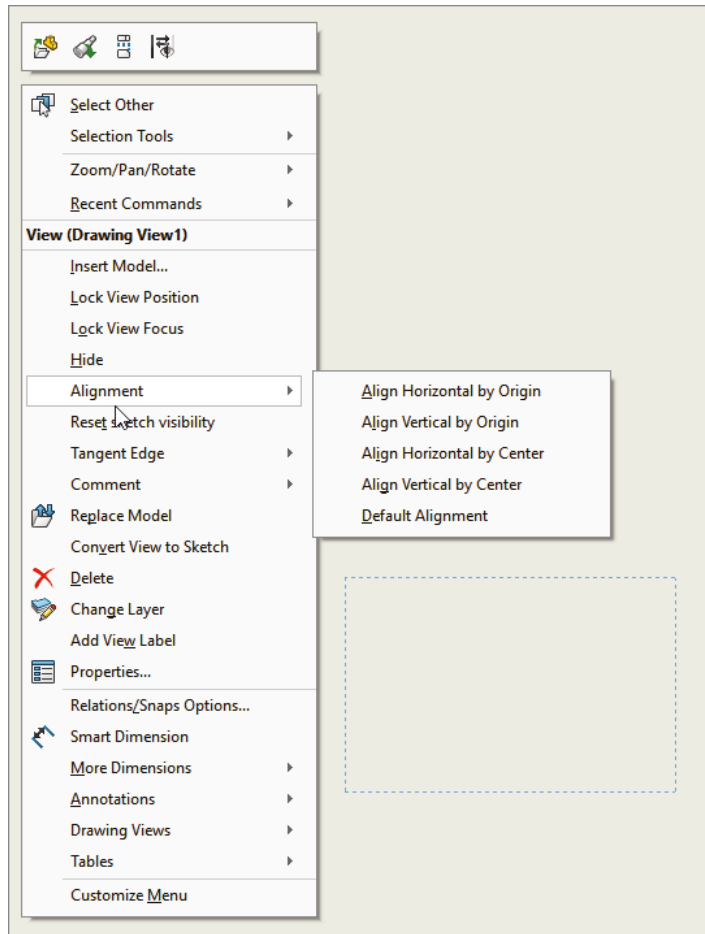 Select Other
Selection Tools
Zoom/Pan/Rotate
Recent Commands
View (Drawing View1)
Insert Model...
Lock View Position
Lock View Focus
Hide
Alignment
Align Horizontal by Origin
Align Vertical by Origin
Align Horizontal by Center
Align Vertical by Center
Default Alignment
Reset sketch visibility
Tangent Edge
Comment
Replace Model
Convert View to Sketch
Delete
Change Layer
Add View Label
Properties...
Relations/Snaps Options...
Smart Dimension
More Dimensions
Annotations
Drawing Views
Tables
Customize Menu